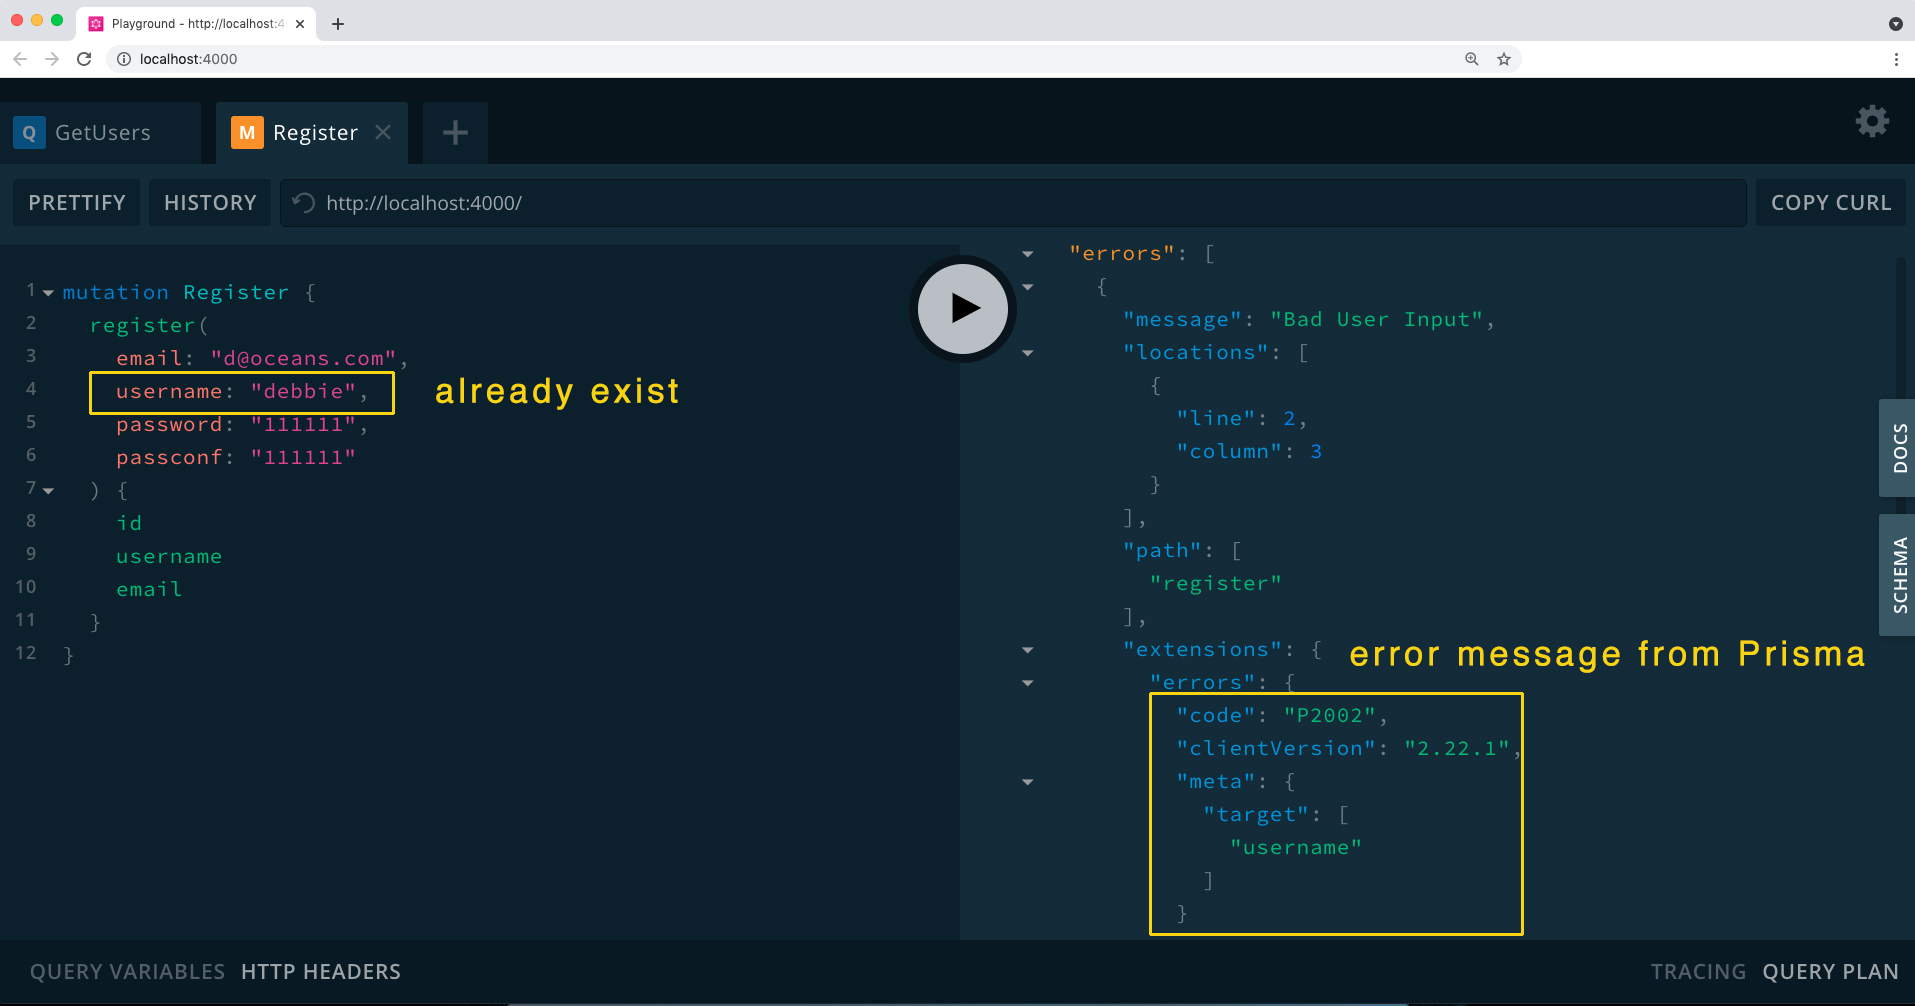 Playground - http://localhost:4
localhost:4000
Q GetUsers
M Register
PRETTIFY
HISTORY
http://localhost:4000/
COPY CURL
1 mutation Register {
2 register(
3 email: "d@oceans.com",
4 username: "debbie",
already exist
5 password: "111111",
6 passconf: "111111"
7 ) {
8 id
9 username
10 email
11 }
12 }
"errors": [
{
"message": "Bad User Input",
"locations": [
{
"line": 2,
"column": 3
}
],
"path": [
"register"
],
"extensions": {
error message from Prisma
"errors": {
"code": "P2002",
"clientVersion": "2.22.1",
"meta": {
"target": [
"username"
]
}
DOCS
SCHEMA
QUERY VARIABLES
HTTP HEADERS
TRACING
QUERY PLAN